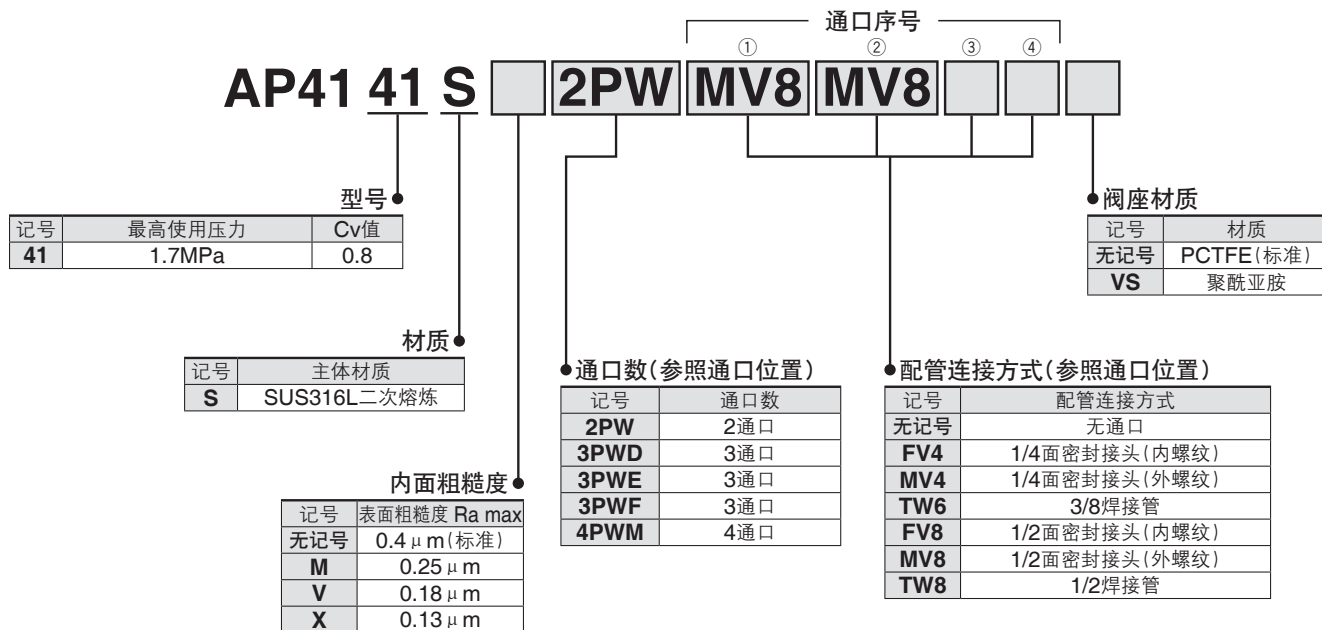 通口序号
① ② ③ ④
AP41 41 S 2PW MV8 MV8
型号
记号 最高使用压力 Cv值
41 1.7MPa 0.8
阀座材质
记号 材质
无记号 PCTFE(标准)
VS 聚酰亚胺
材质
记号 主体材质
S SUS316L二次熔炼
通口数(参照通口位置)
记号 通口数
2PW 2通口
3PWD 3通口
3PWE 3通口
3PWF 3通口
4PWM 4通口
配管连接方式(参照通口位置)
记号 配管连接方式
无记号 无通口
FV4 1/4面密封接头(内螺纹)
MV4 1/4面密封接头(外螺纹)
TW6 3/8焊接管
FV8 1/2面密封接头(内螺纹)
MV8 1/2面密封接头(外螺纹)
TW8 1/2焊接管
内面粗糙度
记号 表面粗糙度 Ra max
无记号 0.4μm(标准)
M 0.25μm
V 0.18μm
X 0.13μm